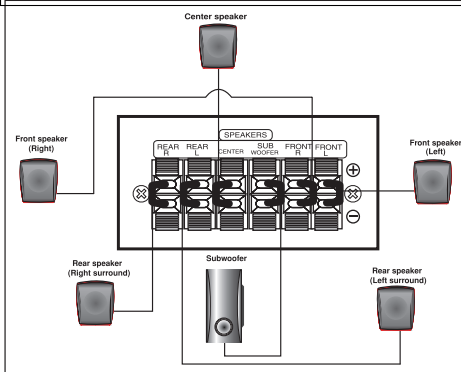 Center speaker
SPEAKERS
REAR R
REAR L
CENTER
SUB WOOFER
FRONT R
FRONT L
Front speaker
(Right)
Front speaker
(Left)
Rear speaker
(Right surround)
Subwoofer
Rear speaker
(Left surround)